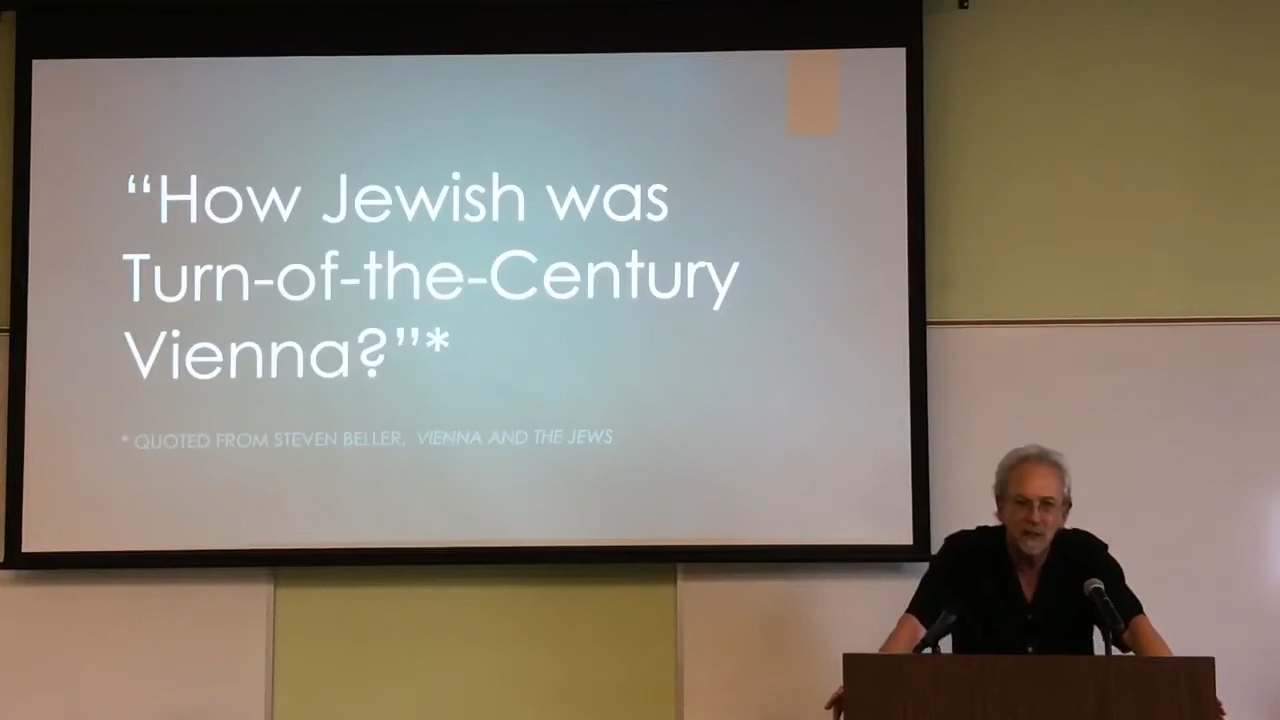 “How Jewish was
Turn-of-the-Century
Vienna?”*
* QUOTED FROM STEVEN BELLER, VIENNA AND THE JEWS